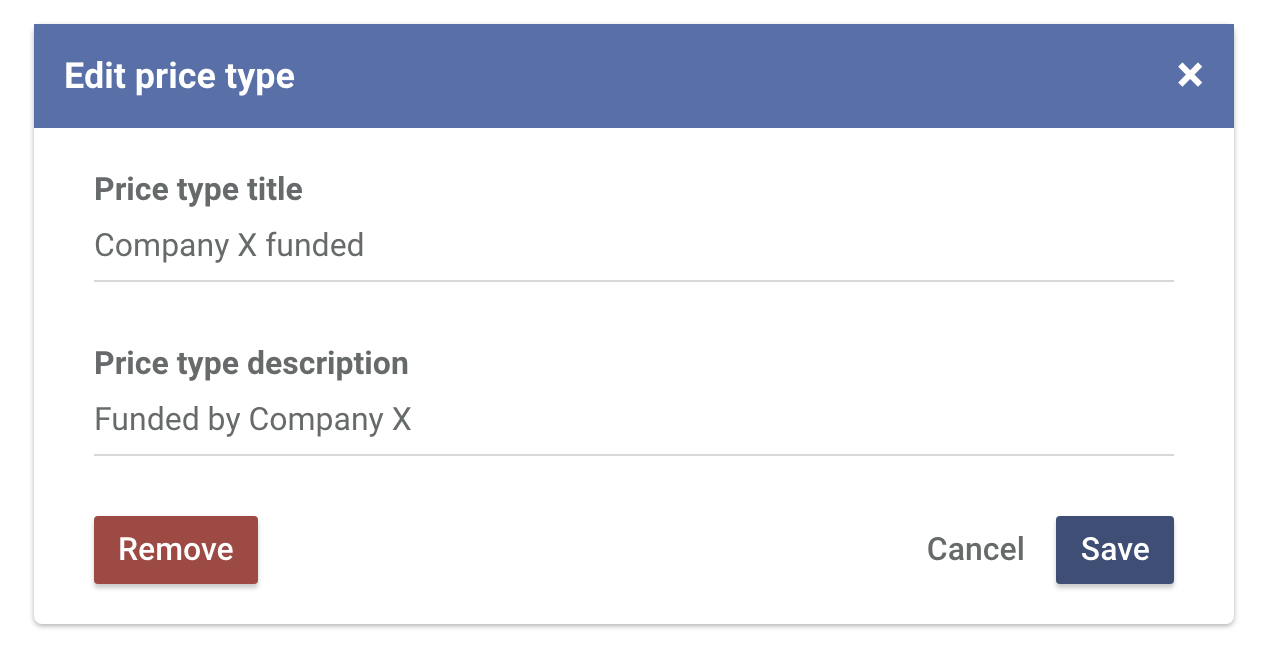 Edit price type
Price type title
Company X funded
Price type description
Funded by Company X
Remove
Cancel
Save